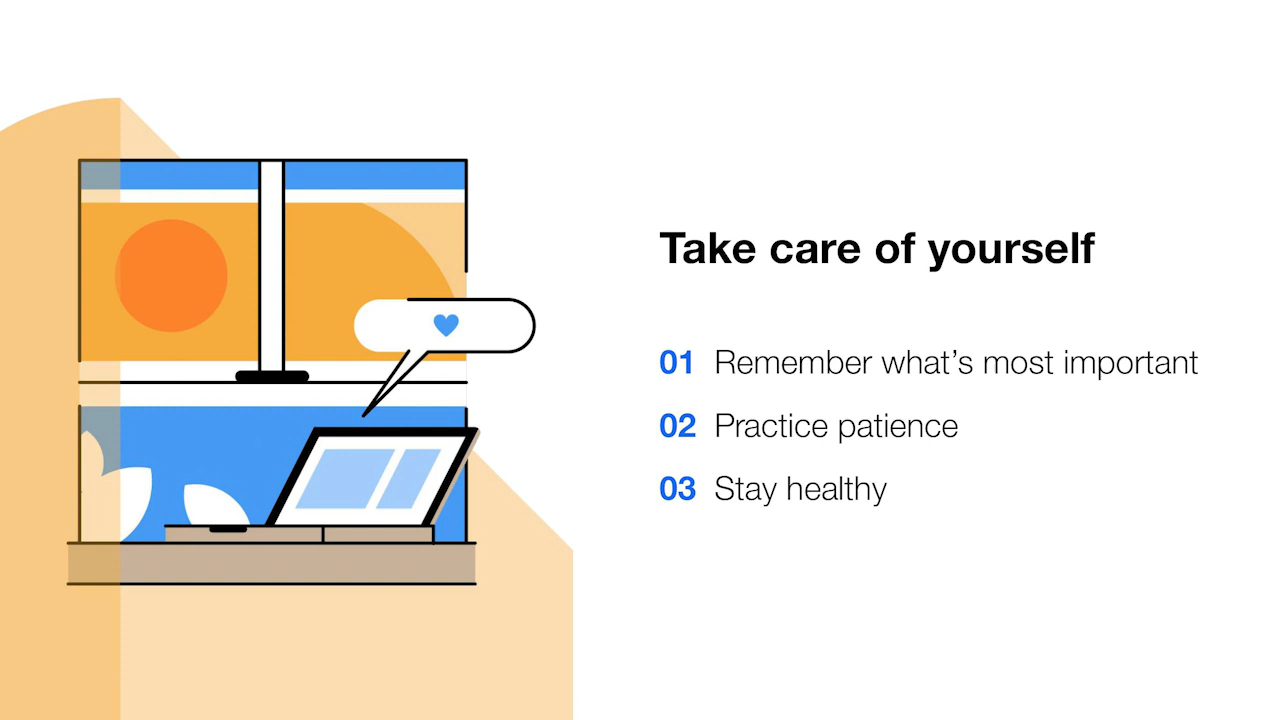 Take care of yourself
01 Remember what’s most important
02 Practice patience
03 Stay healthy